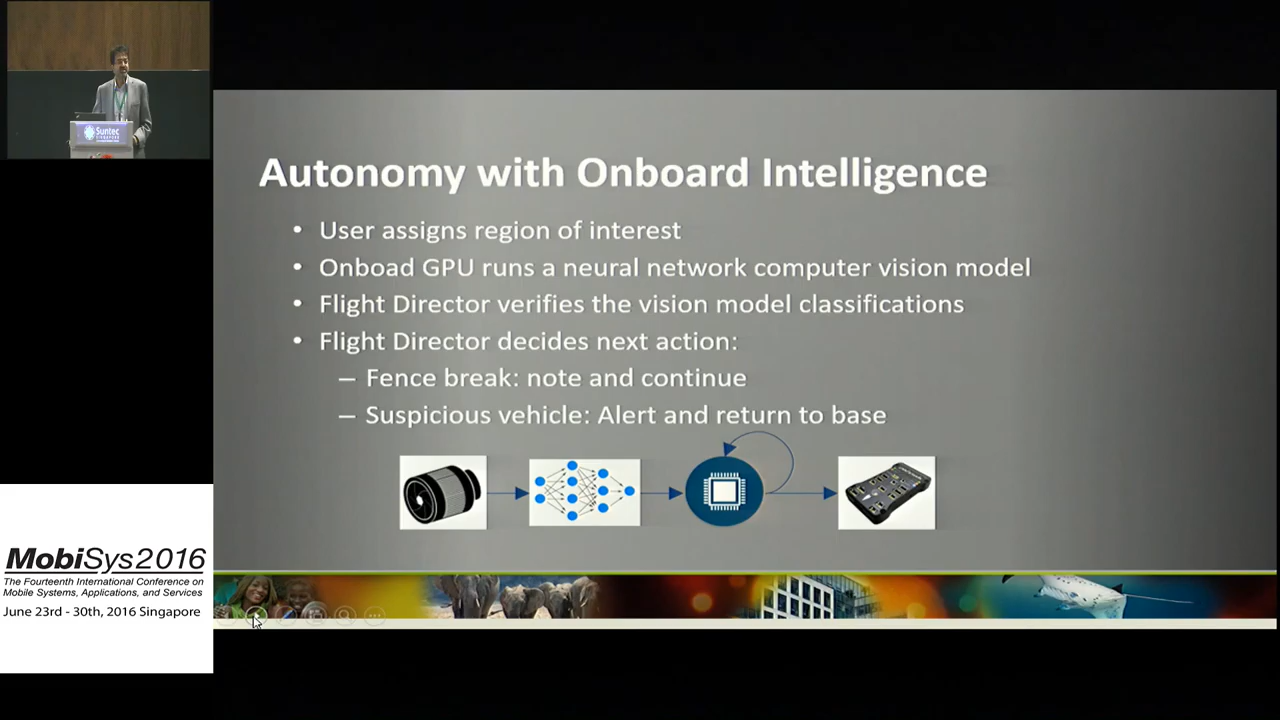 Suntec
SINGAPORE
Autonomy with Onboard Intelligence
• User assigns region of interest
• Onboad GPU runs a neural network computer vision model
• Flight Director verifies the vision model classifications
• Flight Director decides next action:
– Fence break: note and continue
– Suspicious vehicle: Alert and return to base
MobiSys2016
The Fourteenth International Conference on
Mobile Systems, Applications, and Services
June 23rd - 30th, 2016 Singapore